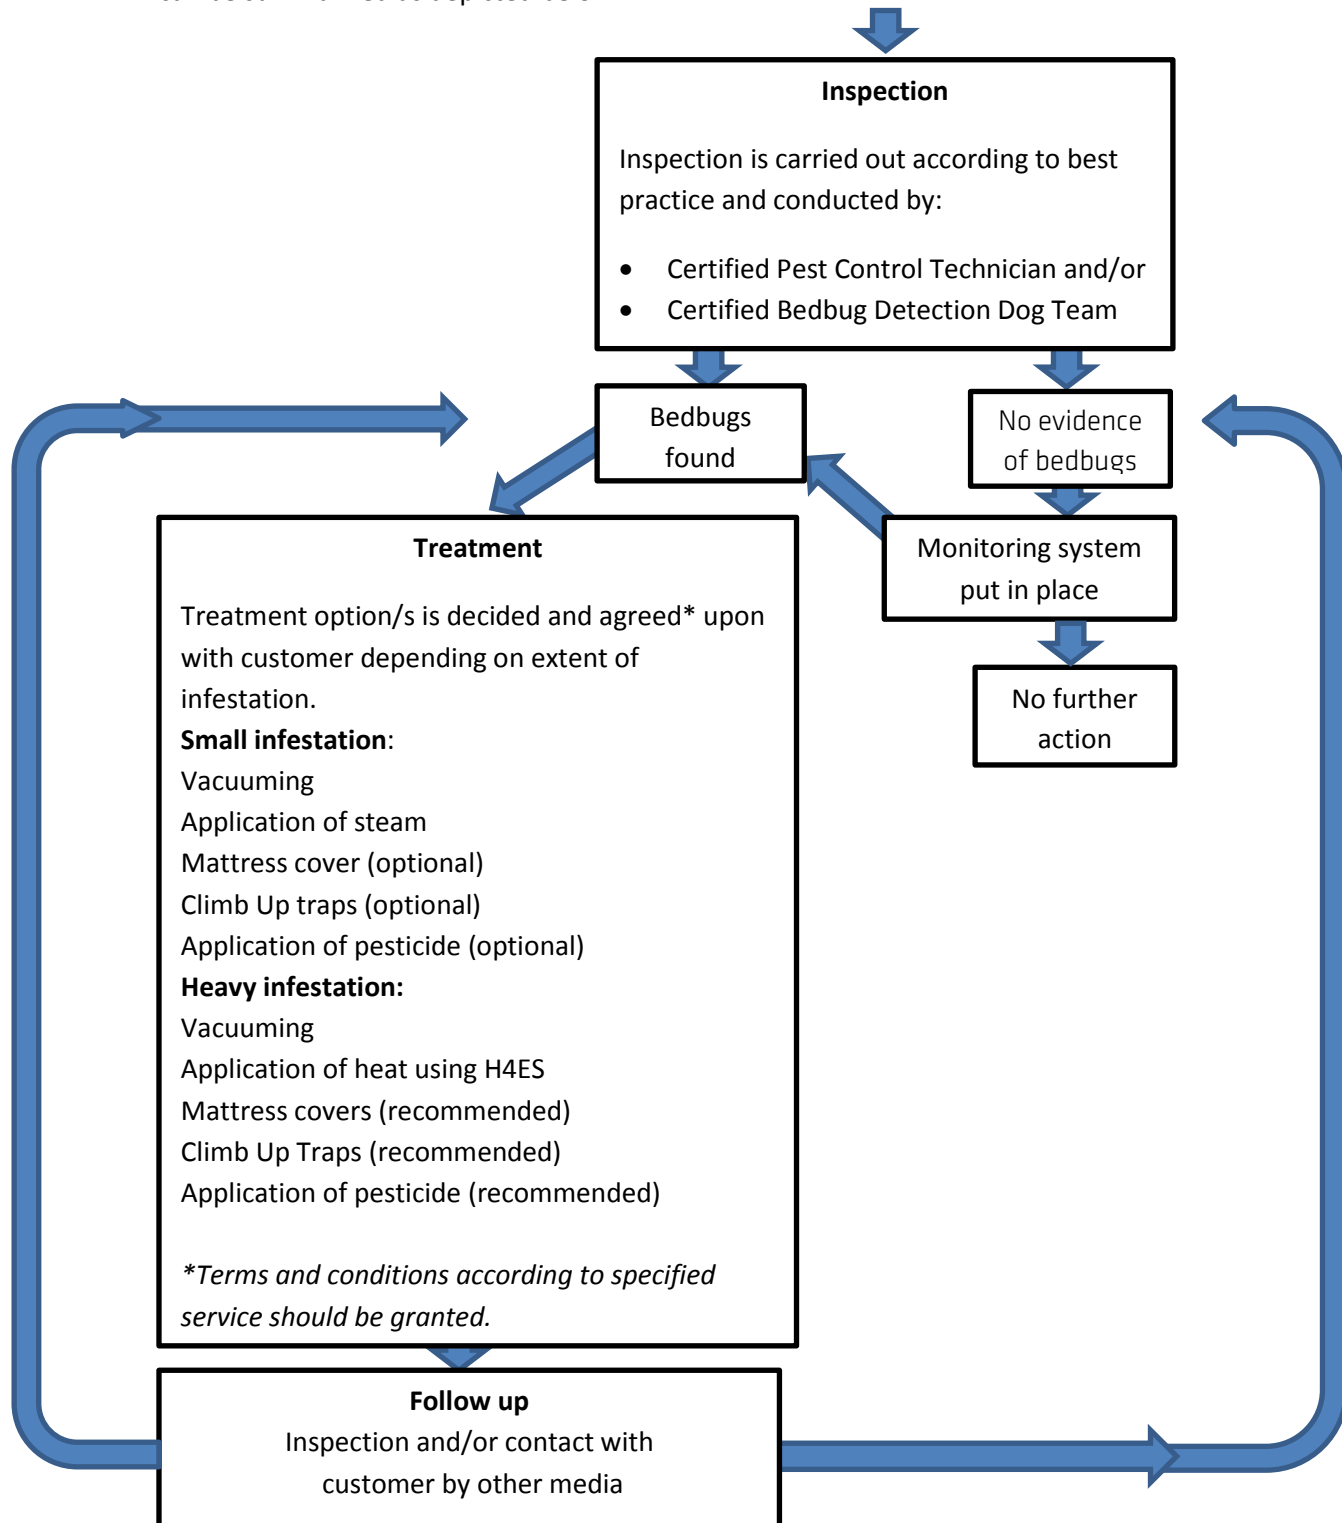 Inspection
Inspection is carried out according to best
practice and conducted by:
• Certified Pest Control Technician and/or
• Certified Bedbug Detection Dog Team
Bedbugs
found
No evidence
of bedbugs
Monitoring system
put in place
No further
action
Treatment
Treatment option/s is decided and agreed* upon
with customer depending on extent of
infestation.
Small infestation:
Vacuuming
Application of steam
Mattress cover (optional)
Climb Up traps (optional)
Application of pesticide (optional)
Heavy infestation:
Vacuuming
Application of heat using H4ES
Mattress covers (recommended)
Climb Up Traps (recommended)
Application of pesticide (recommended)
*Terms and conditions according to specified
service should be granted.
Follow up
Inspection and/or contact with
customer by other media